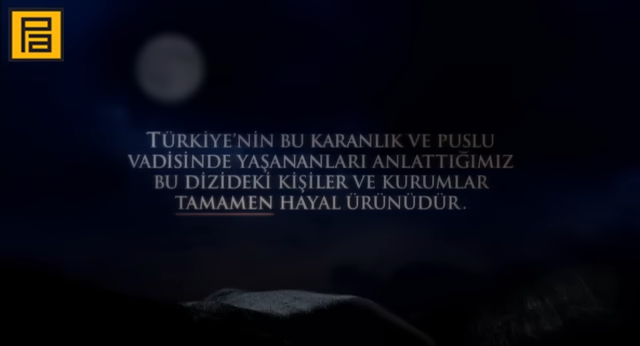 Pa
TÜRKİYE'NİN BU KARANLIK VE PUSLU
VADİSİNDE YAŞANANLARI ANLATTIĞIMIZ
BU DİZİDEKİ KİŞİLER VE KURUMLAR
TAMAMEN HAYAL ÜRÜNÜDÜR.